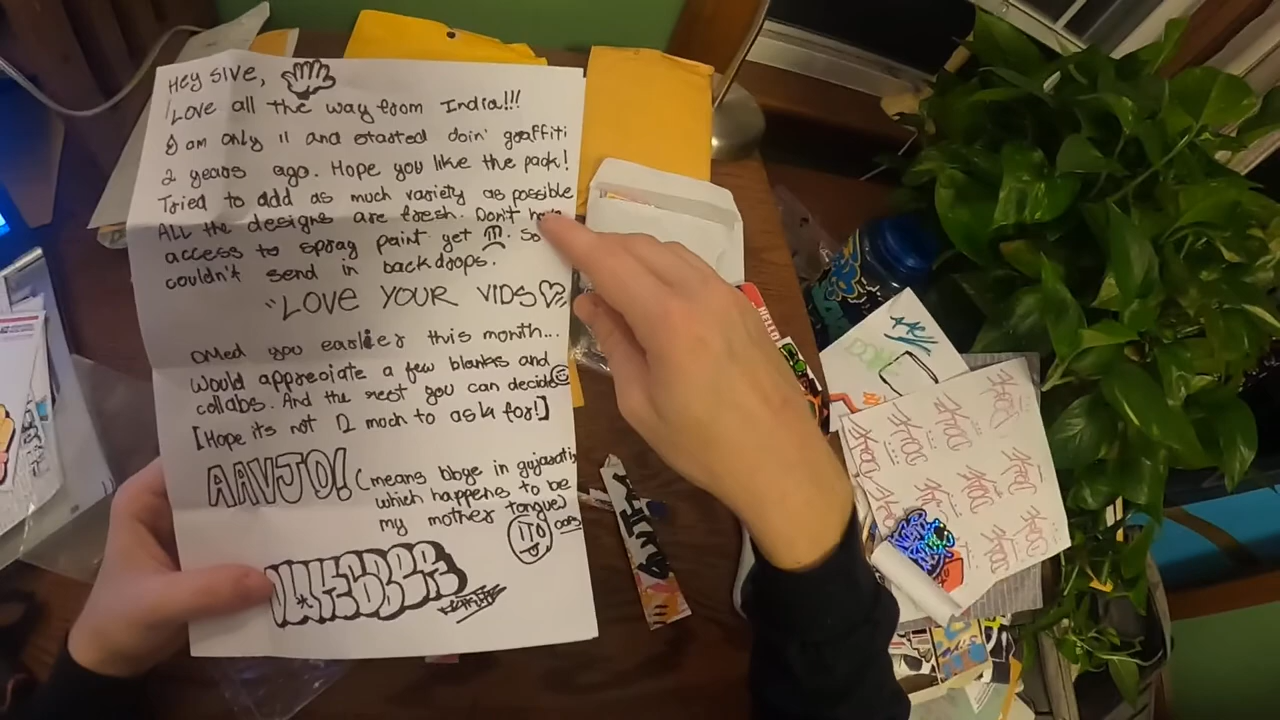 Hey sive,
Love all the way from India!!!
I am only 11 and started doin' graffiti
2 years ago. Hope you like the pack!
Tried to add as much variety as possible
ALL the designs are fresh. Don't
access to spray paint yet So
couldn't send in backdrops.
"LOVE YOUR VIDS
DMed you earlier this month...
Would appreciate a few blanks and
collabs. And the rest you can decide
[Hope it's not 2 much to ask for!]
AAVJO! (means bbye in gujarati,
which happens to be
my mother tongue)
oops
HELLO